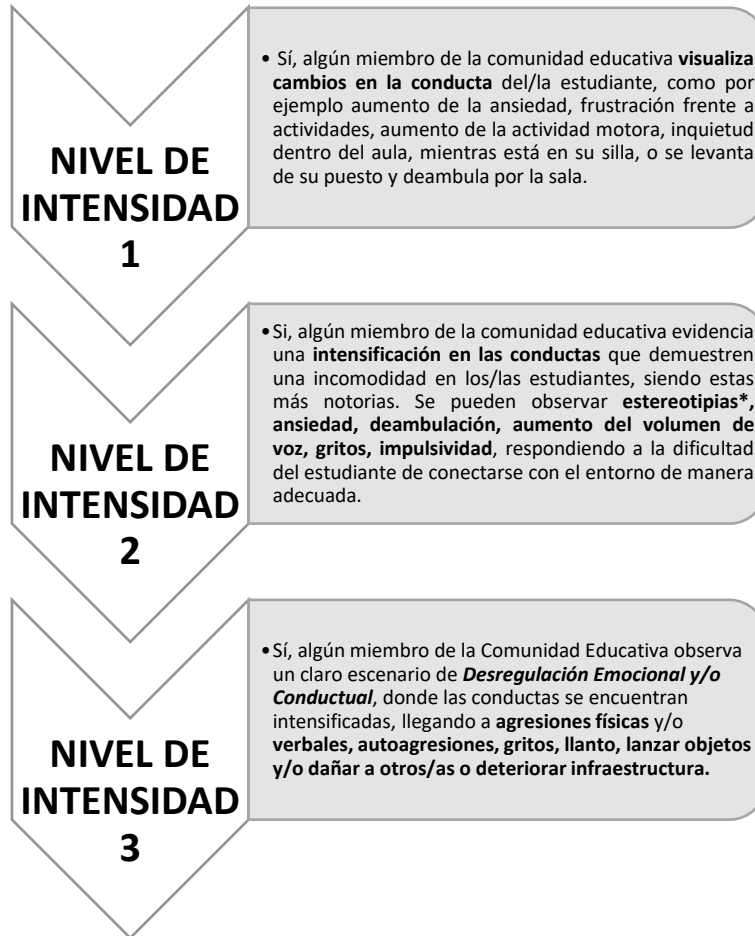 NIVEL DE
INTENSIDAD
1
• Sí, algún miembro de la comunidad educativa visualiza
cambios en la conducta del/la estudiante, como por
ejemplo aumento de la ansiedad, frustración frente a
actividades, aumento de la actividad motora, inquietud
dentro del aula, mientras está en su silla, o se levanta
de su puesto y deambula por la sala.
NIVEL DE
INTENSIDAD
2
•Si, algún miembro de la comunidad educativa evidencia
una intensificación en las conductas que demuestren
una incomodidad en los/las estudiantes, siendo estas
más notorias. Se pueden observar estereotipias*,
ansiedad, deambulación, aumento del volumen de
voz, gritos, impulsividad, respondiendo a la dificultad
del estudiante de conectarse con el entorno de manera
adecuada.
NIVEL DE
INTENSIDAD
3
•Sí, algún miembro de la Comunidad Educativa observa
un claro escenario de Desregulación Emocional y/o
Conductual, donde las conductas se encuentran
intensificadas, llegando a agresiones físicas y/o
verbales, autoagresiones, gritos, llanto, lanzar objetos
y/o dañar a otros/as o deteriorar infraestructura.